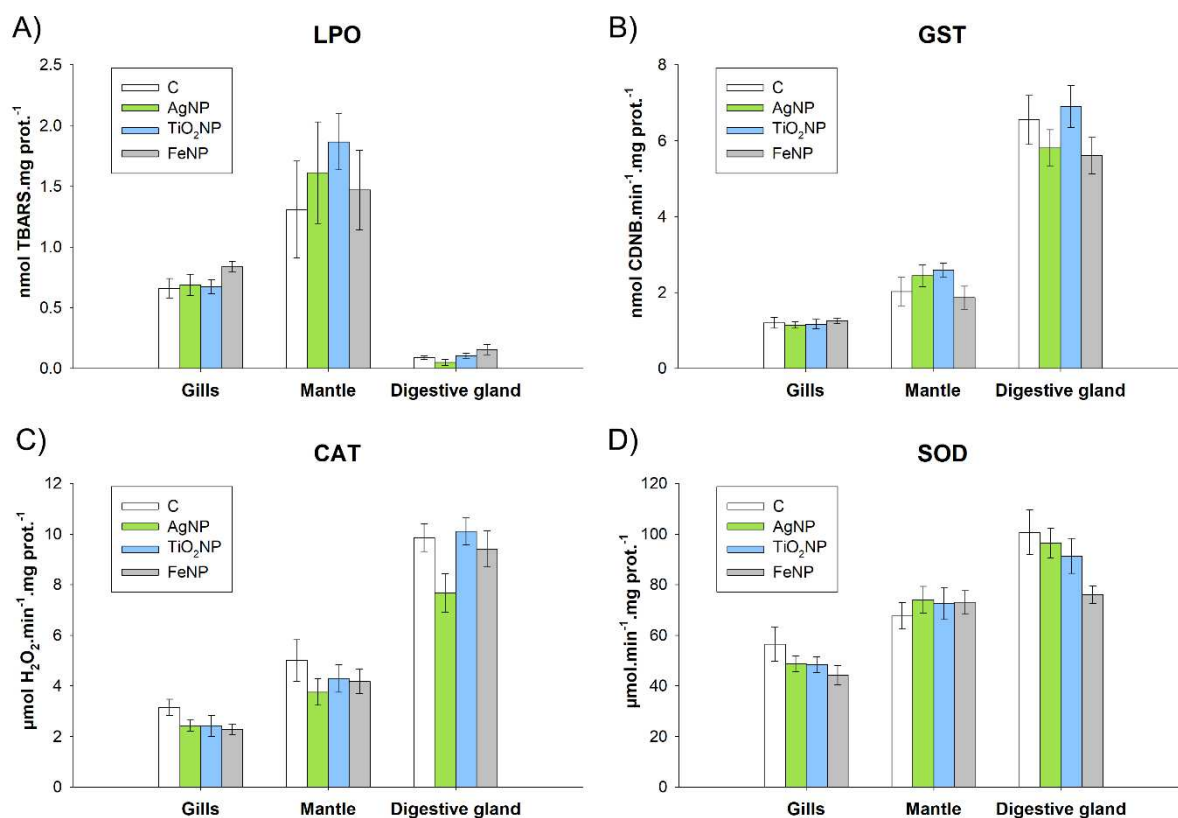 A)
LPO
nmol TBARS.mg prot.⁻¹
2.5
2.0
1.5
1.0
0.5
0.0
C
AgNP
TiO₂NP
FeNP
Gills Mantle Digestive gland
B)
GST
nmol CDNB.min⁻¹.mg prot.⁻¹
8
6
4
2
0
C
AgNP
TiO₂NP
FeNP
Gills Mantle Digestive gland
C)
CAT
µmol H₂O₂.min⁻¹.mg prot.⁻¹
12
10
8
6
4
2
0
C
AgNP
TiO₂NP
FeNP
Gills Mantle Digestive gland
D)
SOD
µmol.min⁻¹.mg prot.⁻¹
120
100
80
60
40
20
0
C
AgNP
TiO₂NP
FeNP
Gills Mantle Digestive gland